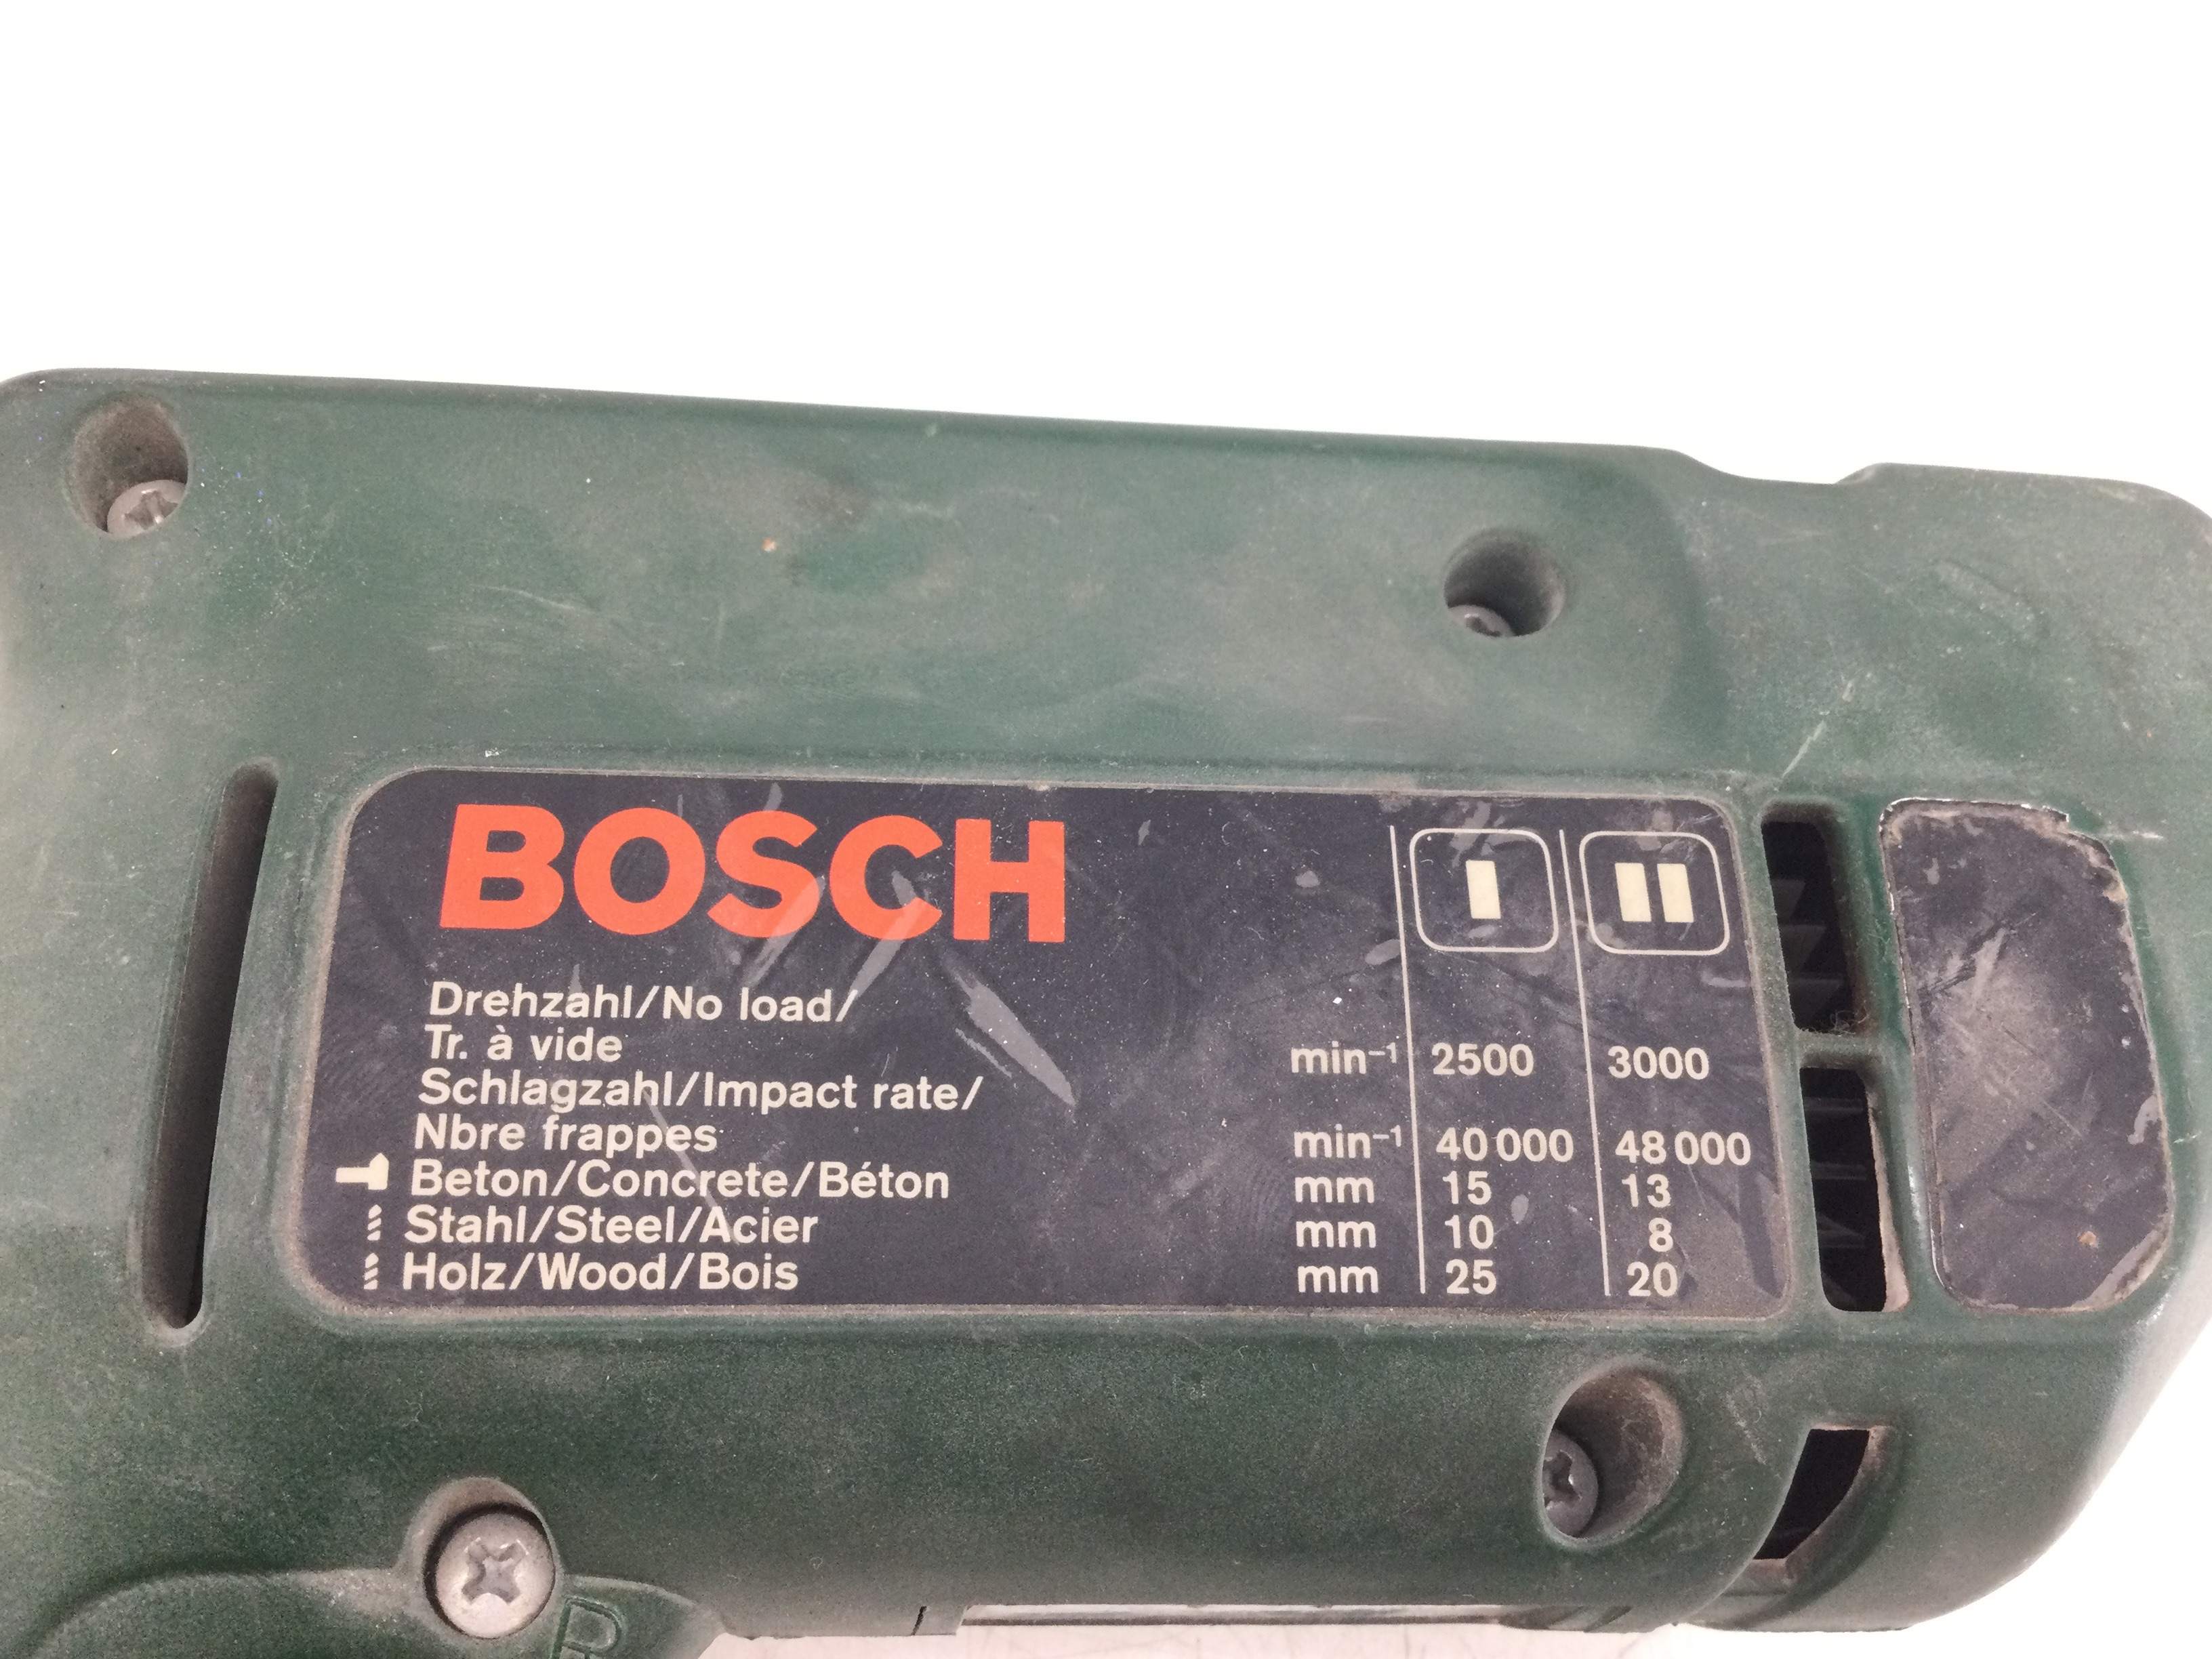 BOSCH
I II
Drehzahl/No load/
Tr. à vide min⁻¹ 2500 3000
Schlagzahl/Impact rate/
Nbre frappes min⁻¹ 40 000 48 000
Beton/Concrete/Béton mm 15 13
Stahl/Steel/Acier mm 10 8
Holz/Wood/Bois mm 25 20
R